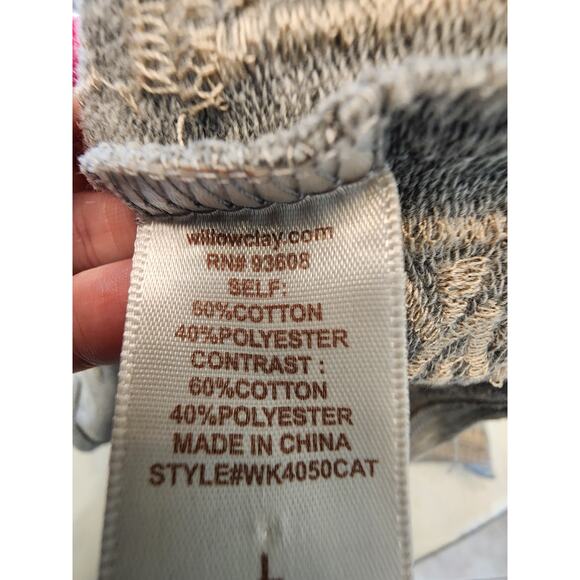 willowclay.com
RN# 93608
SELF:
60%COTTON
40%POLYESTER
CONTRAST :
60%COTTON
40%POLYESTER
MADE IN CHINA
STYLE#WK4050CAT